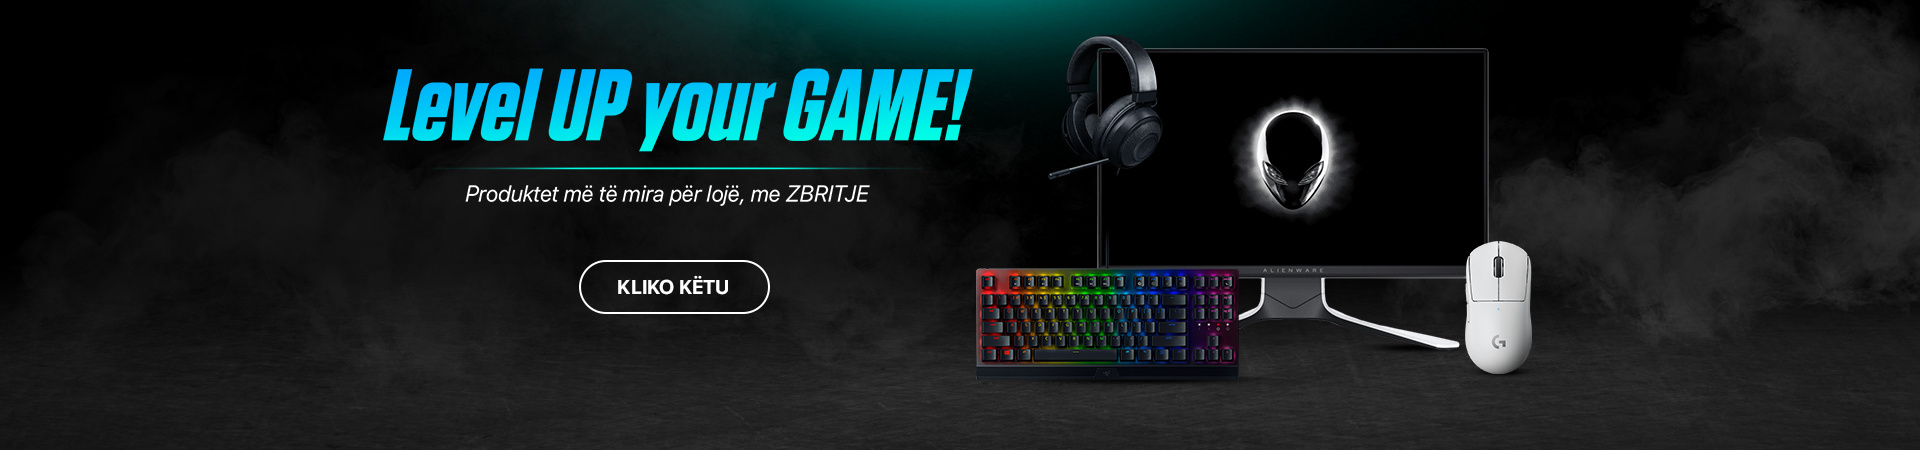 Level UP your GAME!
Produktet më të mira për lojë, me ZBRITJE
KLIKO KËTU
ALIENWARE
G